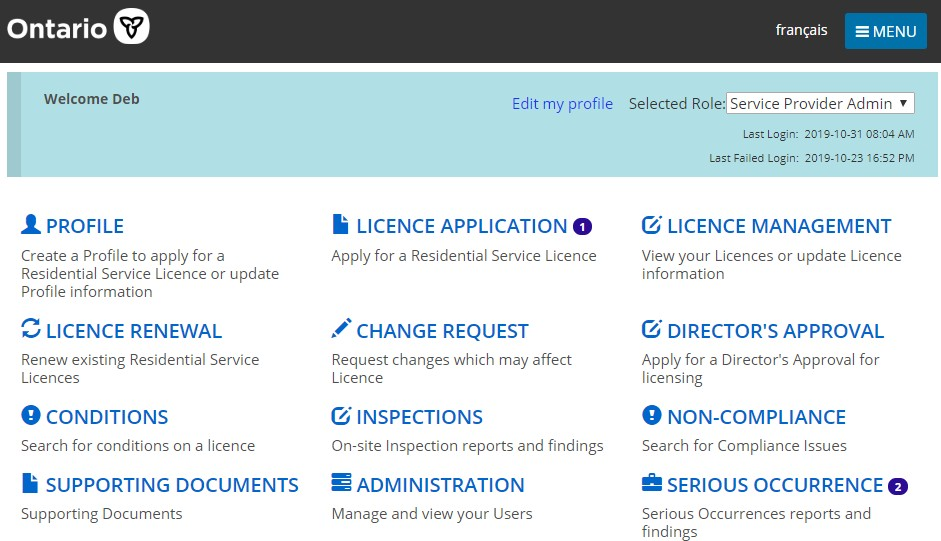 Ontario
français
MENU
Welcome Deb
Edit my profile Selected Role: Service Provider Admin
Last Login: 2019-10-31 08:04 AM
Last Failed Login: 2019-10-23 16:52 PM
PROFILE
Create a Profile to apply for a
Residential Service Licence or update
Profile information
LICENCE APPLICATION 1
Apply for a Residential Service Licence
LICENCE MANAGEMENT
View your Licences or update Licence
information
LICENCE RENEWAL
Renew existing Residential Service
Licences
CHANGE REQUEST
Request changes which may affect
Licence
DIRECTOR'S APPROVAL
Apply for a Director's Approval for
licensing
CONDITIONS
Search for conditions on a licence
INSPECTIONS
On-site Inspection reports and findings
NON-COMPLIANCE
Search for Compliance Issues
SUPPORTING DOCUMENTS
Supporting Documents
ADMINISTRATION
Manage and view your Users
SERIOUS OCCURRENCE 2
Serious Occurrences reports and
findings